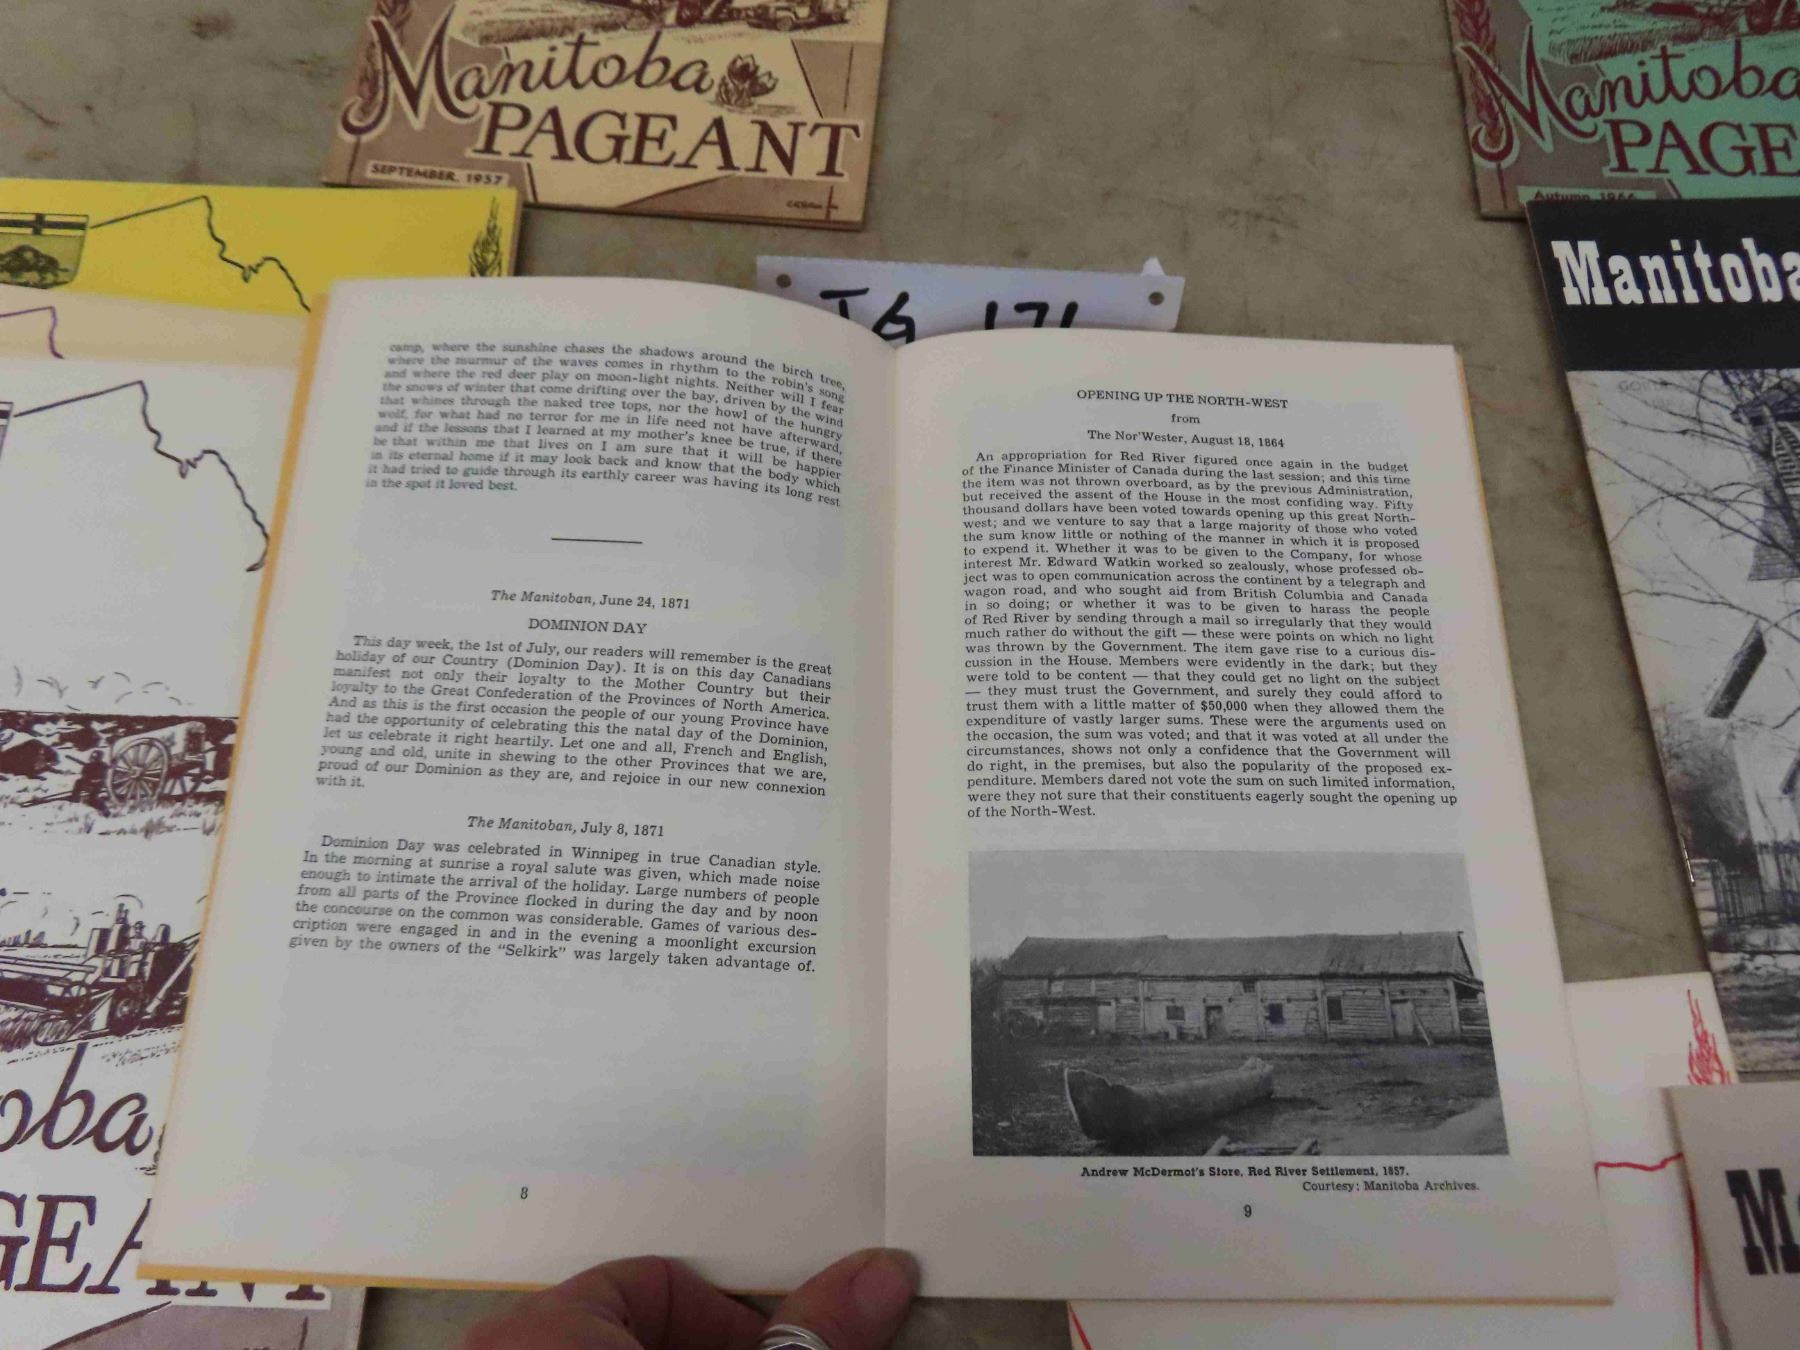 Manitoba
PAGEANT
SEPTEMBER, 1957
Manitoba
PAGE
Autumn, 1964
Manitoba
camp, where the sunshine chases the shadows around the birch tree,
where the murmur of the waves comes in rhythm to the robin's song
and where the red deer play on moon-light nights. Neither will I fear
the snows of winter that come drifting over the bay, driven by the wind
that whines through the naked tree tops, nor the howl of the hungry
wolf, for what had no terror for me in life need not have afterward,
and if the lessons that I learned at my mother's knee be true, if there
be that within me that lives on I am sure that it will be happier
in its eternal home if it may look back and know that the body which
it had tried to guide through its earthly career was having its long rest
in the spot it loved best.
The Manitoban, June 24, 1871
DOMINION DAY
This day week, the 1st of July, our readers will remember is the great
holiday of our Country (Dominion Day). It is on this day Canadians
manifest not only their loyalty to the Mother Country but their
loyalty to the Great Confederation of the Provinces of North America.
And as this is the first occasion the people of our young Province have
had the opportunity of celebrating this the natal day of the Dominion,
let us celebrate it right heartily. Let one and all, French and English,
young and old, unite in shewing to the other Provinces that we are,
proud of our Dominion as they are, and rejoice in our new connexion
with it.
The Manitoban, July 8, 1871
Dominion Day was celebrated in Winnipeg in true Canadian style.
In the morning at sunrise a royal salute was given, which made noise
enough to intimate the arrival of the holiday. Large numbers of people
from all parts of the Province flocked in during the day and by noon
the concourse on the common was considerable. Games of various des-
cription were engaged in and in the evening a moonlight excursion
given by the owners of the "Selkirk" was largely taken advantage of.
8
OPENING UP THE NORTH-WEST
from
The Nor'Wester, August 18, 1864
An appropriation for Red River figured once again in the budget
of the Finance Minister of Canada during the last session; and this time
the item was not thrown overboard, as by the previous Administration,
but received the assent of the House in the most confiding way. Fifty
thousand dollars have been voted towards opening up this great North-
west; and we venture to say that a large majority of those who voted
the sum know little or nothing of the manner in which it is proposed
to expend it. Whether it was to be given to the Company, for whose
interest Mr. Edward Watkin worked so zealously, whose professed ob-
ject was to open communication across the continent by a telegraph and
wagon road, and who sought aid from British Columbia and Canada
in so doing; or whether it was to be given to harass the people
of Red River by sending through a mail so irregularly that they would
much rather do without the gift — these were points on which no light
was thrown by the Government. The item gave rise to a curious dis-
cussion in the House. Members were evidently in the dark; but they
were told to be content — that they could get no light on the subject
— they must trust the Government, and surely they could afford to
trust them with a little matter of $50,000 when they allowed them the
expenditure of vastly larger sums. These were the arguments used on
the occasion, the sum was voted; and that it was voted at all under the
circumstances, shows not only a confidence that the Government will
do right, in the premises, but also the popularity of the proposed ex-
penditure. Members dared not vote the sum on such limited information,
were they not sure that their constituents eagerly sought the opening up
of the North-West.
Andrew McDermot's Store, Red River Settlement, 1857.
Courtesy: Manitoba Archives.
9
oba
GEANT